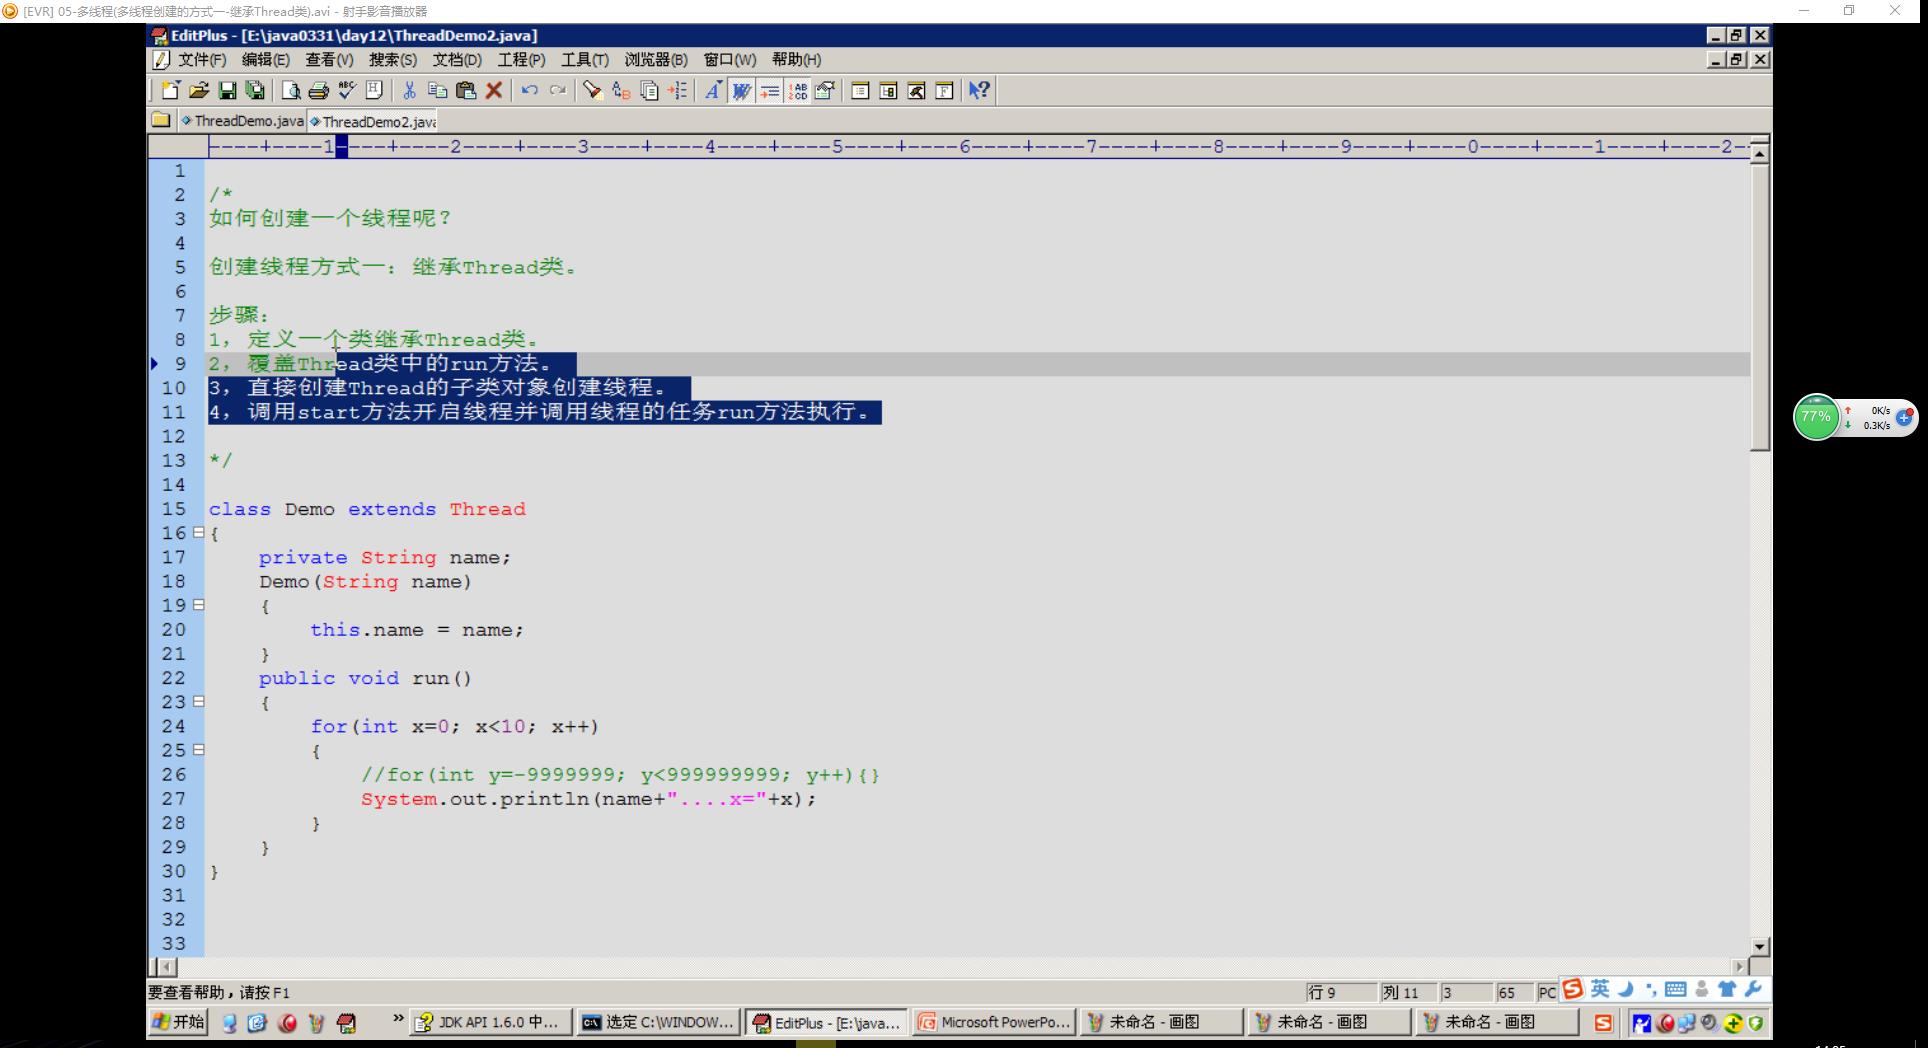 [EVR] 05-多线程(多线程创建的方式一-继承Thread类).avi - 射手影音播放器
EditPlus - [E:\java0331\day12\ThreadDemo2.java]
文件(F) 编辑(E) 查看(V) 搜索(S) 文档(D) 工程(P) 工具(T) 浏览器(B) 窗口(W) 帮助(H)
ThreadDemo.java ThreadDemo2.java
----+----1----+----2----+----3----+----4----+----5----+----6----+----7----+----8----+----9----+----0----+----1----+----2--
1
2 /*
3 如何创建一个线程呢?
4
5 创建线程方式一: 继承Thread类。
6
7 步骤:
8 1, 定义一个类继承Thread类。
9 2, 覆盖Thread类中的run方法。
10 3, 直接创建Thread的子类对象创建线程。
11 4, 调用start方法开启线程并调用线程的任务run方法执行。
12
13 */
14
15 class Demo extends Thread
16 {
17 private String name;
18 Demo(String name)
19 {
20 this.name = name;
21 }
22 public void run()
23 {
24 for(int x=0; x<10; x++)
25 {
26 //for(int y=-9999999; y<999999999; y++){}
27 System.out.println(name+"....x="+x);
28 }
29 }
30 }
31
32
33
77% 0K/s
0.3K/s
要查看帮助，请按 F1 行 9 列 11 3 65 PC 英
开始 » JDK API 1.6.0 中... 选定 C:\WINDOW... EditPlus - [E:\java... Microsoft PowerPo... 未命名 - 画图 未命名 - 画图 未命名 - 画图